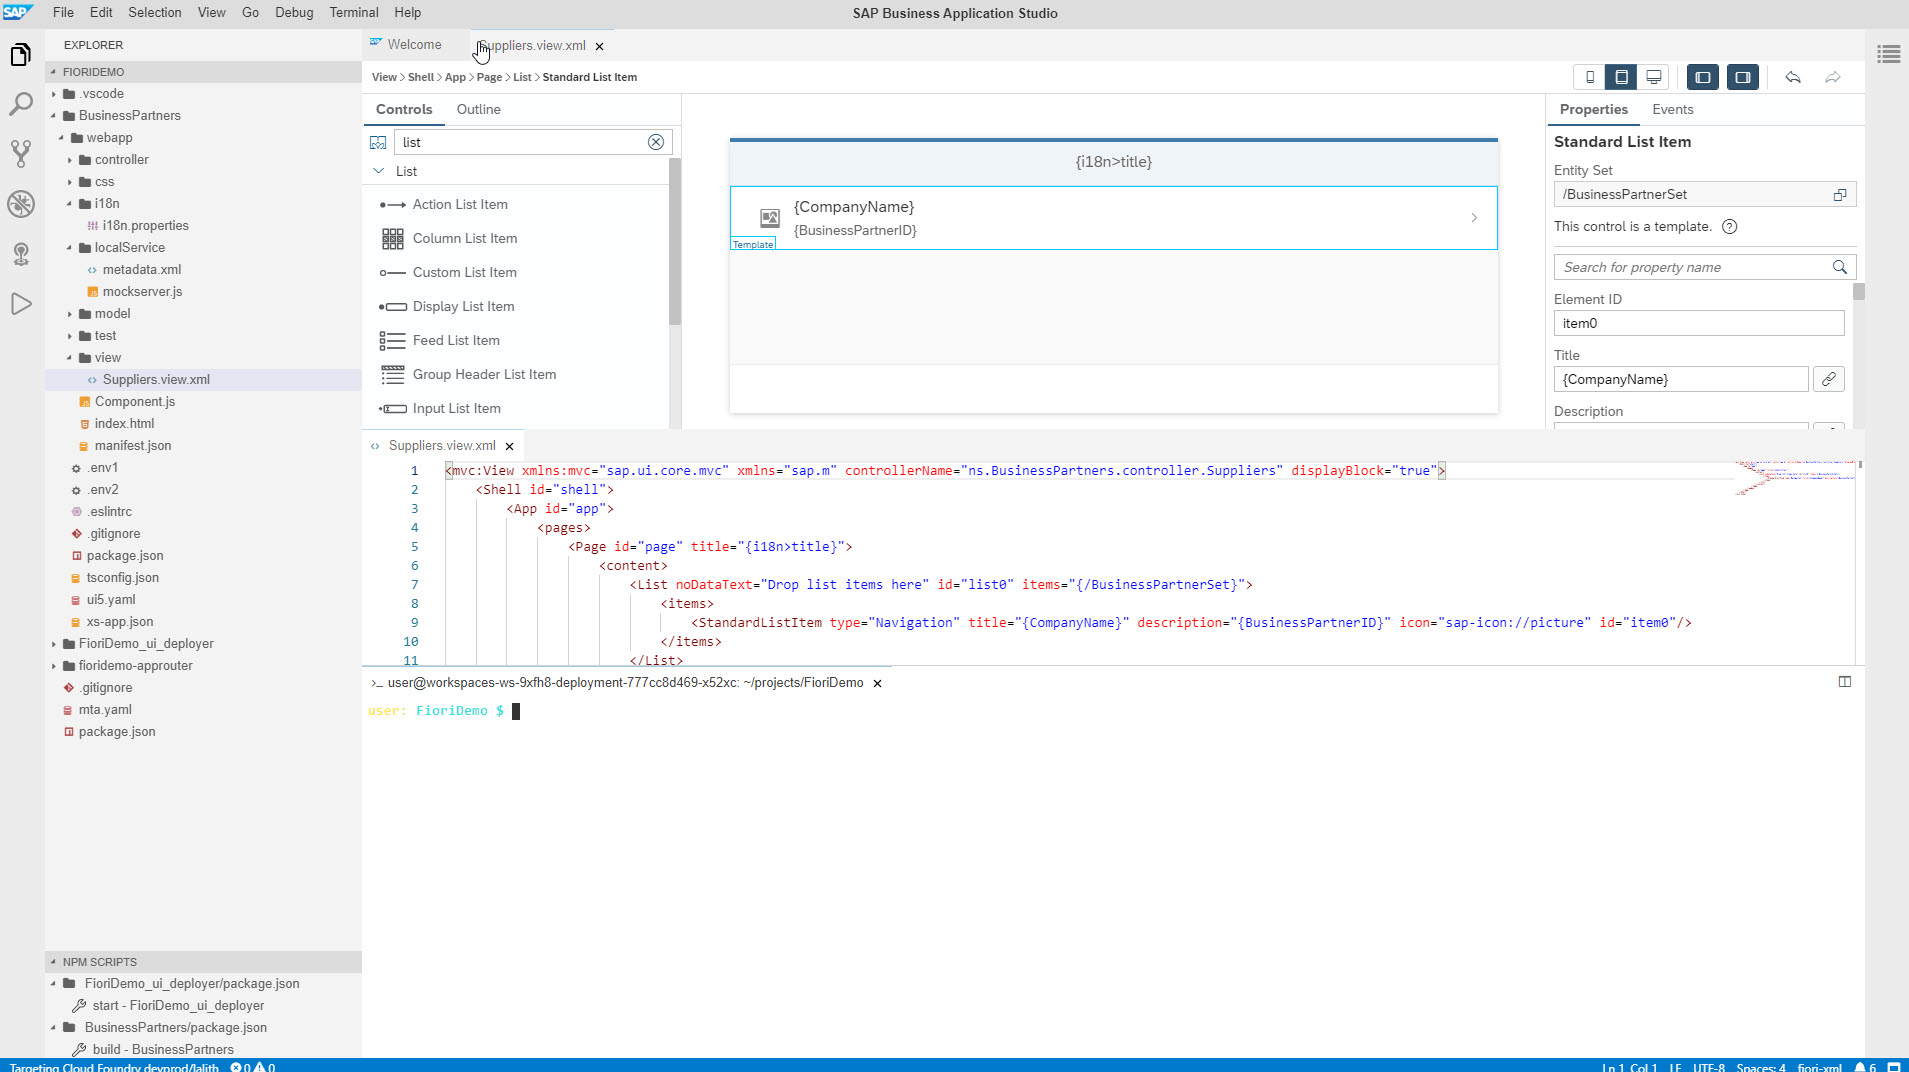 SAP File Edit Selection View Go Debug Terminal Help SAP Business Application Studio
EXPLORER
FIORIDEMO
.vscode
BusinessPartners
webapp
controller
css
i18n
i18n.properties
localService
metadata.xml
mockserver.js
model
test
view
Suppliers.view.xml
Component.js
index.html
manifest.json
.env1
.env2
.eslintrc
.gitignore
package.json
tsconfig.json
ui5.yaml
xs-app.json
FioriDemo_ui_deployer
fioridemo-approuter
.gitignore
mta.yaml
package.json
NPM SCRIPTS
FioriDemo_ui_deployer/package.json
start - FioriDemo_ui_deployer
BusinessPartners/package.json
build - BusinessPartners
Welcome Suppliers.view.xml
View > Shell > App > Page > List > Standard List Item
Controls Outline
list
List
Action List Item
Column List Item
Custom List Item
Display List Item
Feed List Item
Group Header List Item
Input List Item
{i18n>title}
{CompanyName}
{BusinessPartnerID}
Template
Properties Events
Standard List Item
Entity Set
/BusinessPartnerSet
This control is a template. ?
Search for property name
Element ID
item0
Title
{CompanyName}
Description
Suppliers.view.xml
1 <mvc:View xmlns:mvc="sap.ui.core.mvc" xmlns="sap.m" controllerName="ns.BusinessPartners.controller.Suppliers" displayBlock="true">
2 <Shell id="shell">
3 <App id="app">
4 <pages>
5 <Page id="page" title="{i18n>title}">
6 <content>
7 <List noDataText="Drop list items here" id="list0" items="{/BusinessPartnerSet}">
8 <items>
9 <StandardListItem type="Navigation" title="{CompanyName}" description="{BusinessPartnerID}" icon="sap-icon://picture" id="item0"/>
10 </items>
11 </List>
>_ user@workspaces-ws-9xfh8-deployment-777cc8d469-x52xc: ~/projects/FioriDemo
user: FioriDemo $
Targeting Cloud Foundry devprod/lalith 0 0 Ln 1, Col 1 LF UTF-8 Spaces: 4 fiori-xml 6